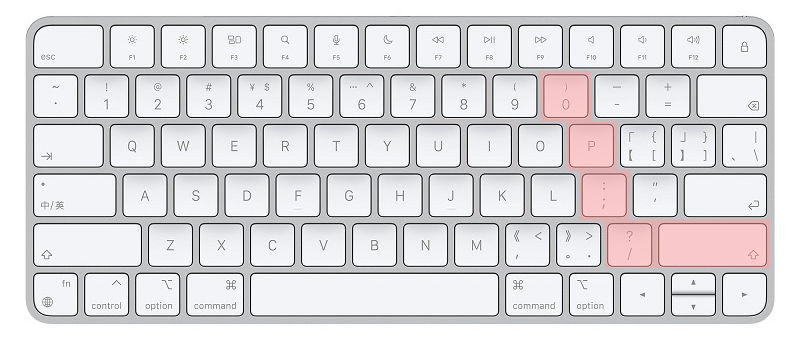 esc F1 F2 F3 F4 F5 F6 F7 F8 F9 F10 F11 F12
~ ! @ # ¥ $ % … ^ & * ( ) — +
· 1 2 3 4 5 6 7 8 9 0 - =
Q W E R T Y U I O P 「 { 」 } |
【 [ 】 ] 、 \
中/英 A S D F G H J K L : ; " '
Z X C V B N M 《 < , 》 > 。 . ? /
fn control option command command option